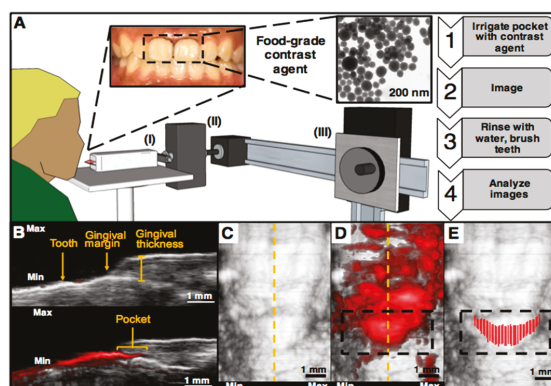 A
Food-grade
contrast
agent
200 nm
(I)
(II)
(III)
1
Irrigate pocket
with contrast
agent
2
Image
3
Rinse with
water, brush
teeth
4
Analyze
images
B
Max
Tooth
Gingival
margin
Gingival
thickness
Min
1 mm
Max
Pocket
Min
1 mm
C
1 mm
Min
Max
D
1 mm
E
1 mm
Min
Max